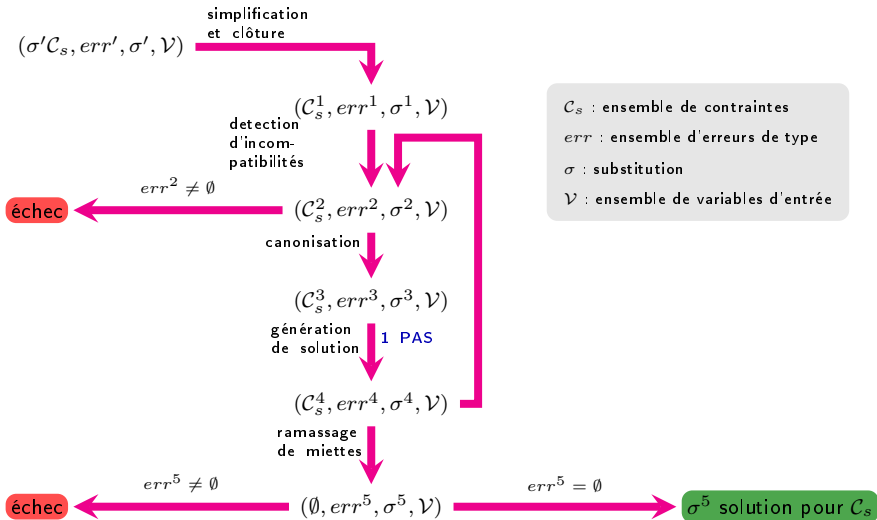 simplification
et clôture
(σ′𝒞ₛ, err′, σ′, 𝒱)
(𝒞ₛ¹, err¹, σ¹, 𝒱)
detection
d'incom-
patibilités
𝒞ₛ : ensemble de contraintes
err : ensemble d'erreurs de type
σ : substitution
𝒱 : ensemble de variables d'entrée
err² ≠ ∅
échec
(𝒞ₛ², err², σ², 𝒱)
canonisation
(𝒞ₛ³, err³, σ³, 𝒱)
génération
de solution
1 PAS
(𝒞ₛ⁴, err⁴, σ⁴, 𝒱)
ramassage
de miettes
err⁵ ≠ ∅
err⁵ = ∅
échec
(∅, err⁵, σ⁵, 𝒱)
σ⁵ solution pour 𝒞ₛ